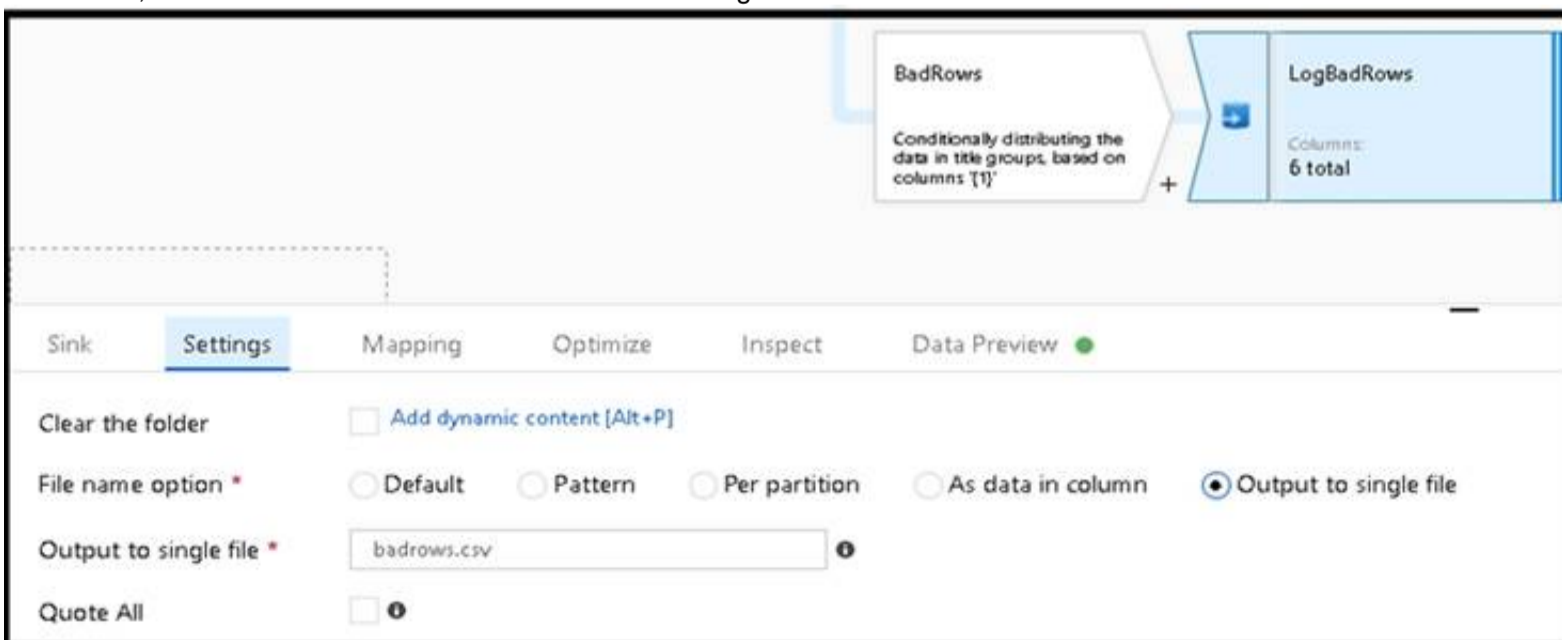 BadRows
Conditionally distributing the
data in title groups, based on
columns '{1}'
+
LogBadRows
Columns:
6 total
Sink Settings Mapping Optimize Inspect Data Preview
Clear the folder Add dynamic content [Alt+P]
File name option * Default Pattern Per partition As data in column Output to single file
Output to single file * badrows.csv
Quote All